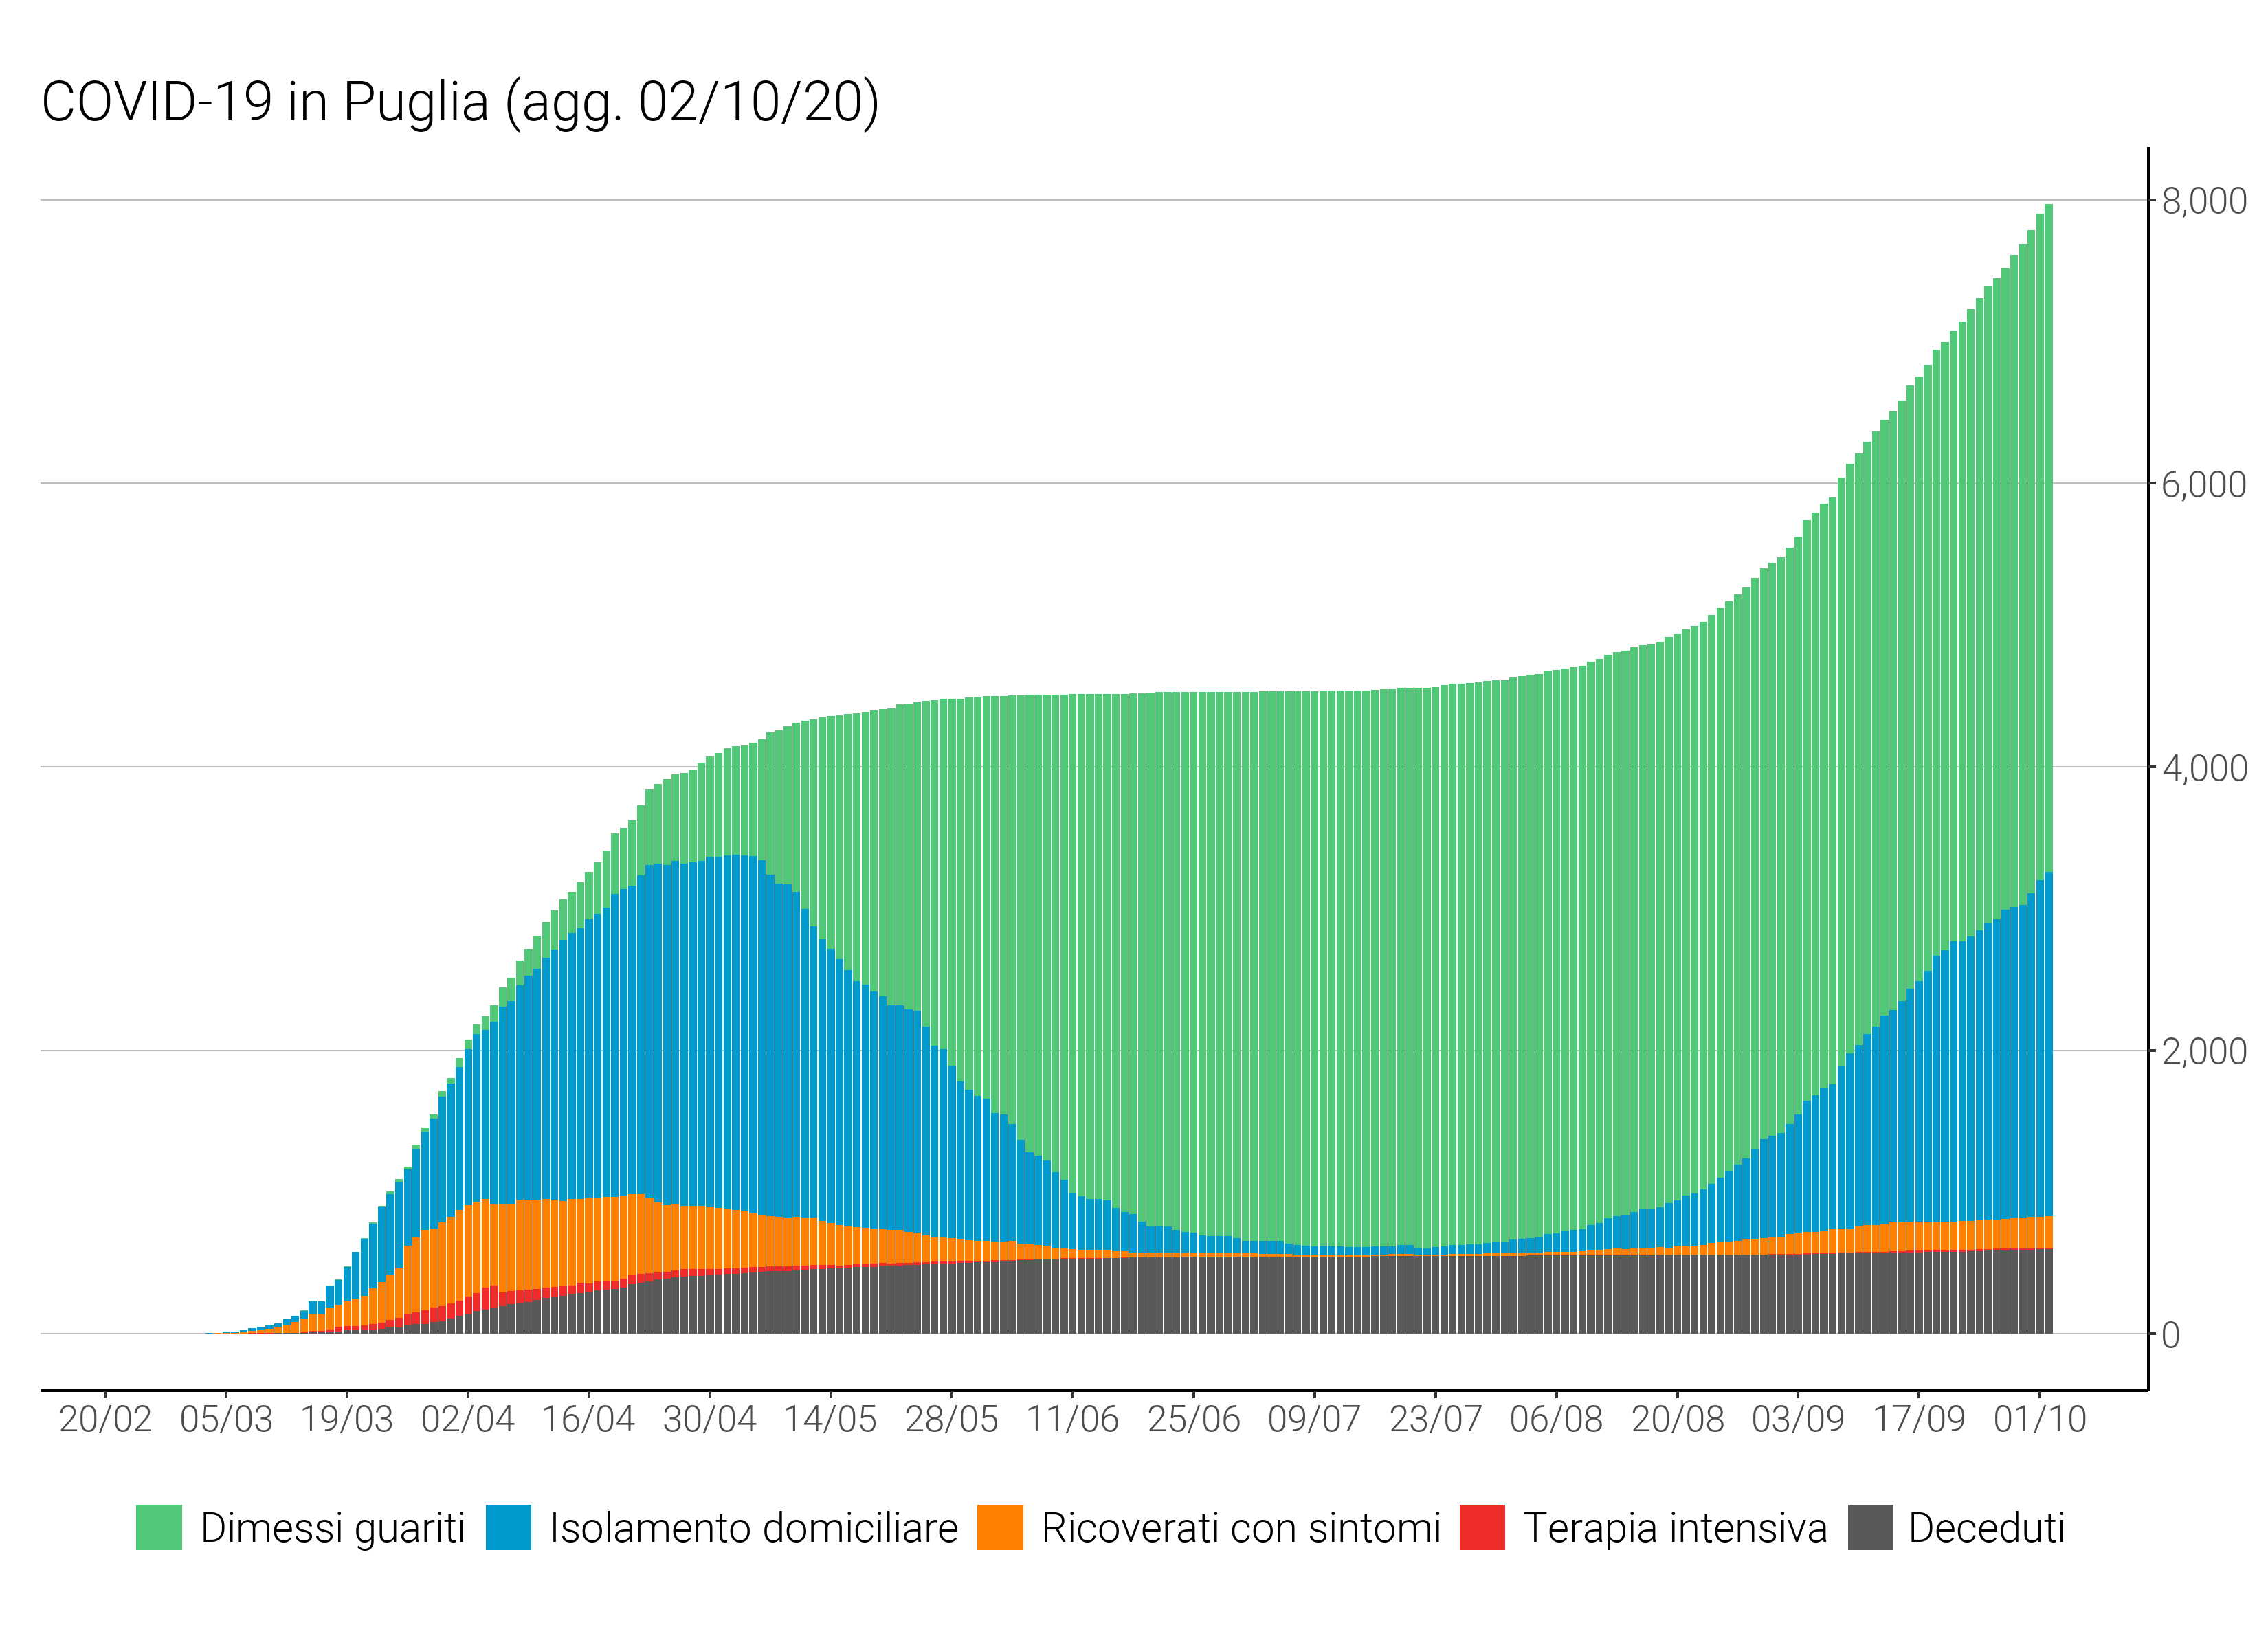 COVID-19 in Puglia (agg. 02/10/20)
8,000
6,000
4,000
2,000
0
20/02 05/03 19/03 02/04 16/04 30/04 14/05 28/05 11/06 25/06 09/07 23/07 06/08 20/08 03/09 17/09 01/10
Dimessi guariti Isolamento domiciliare Ricoverati con sintomi Terapia intensiva Deceduti